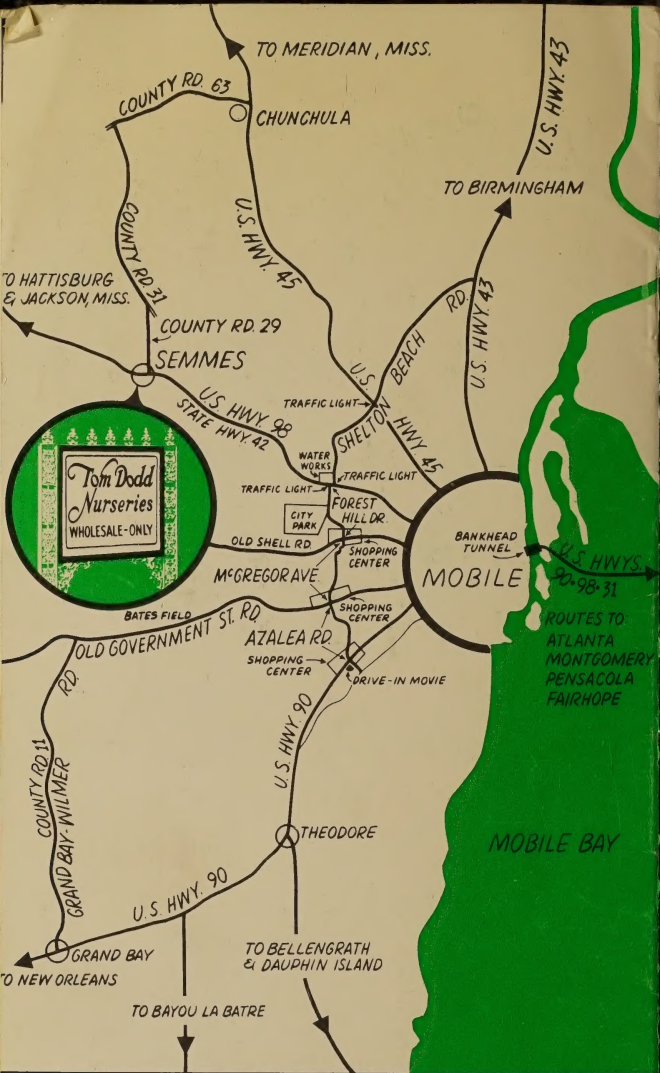 TO MERIDIAN, MISS.
COUNTY RD. 63
CHUNCHULA
U.S. HWY. 43
TO BIRMINGHAM
COUNTY RD. 31
U.S. HWY. 45
TO HATTISBURG
& JACKSON, MISS.
COUNTY RD. 29
SEMMES
SHELTON BEACH RD.
U.S. HWY. 43
U.S. HWY. 98
STATE HWY. 42
TRAFFIC LIGHT
U.S. HWY 45
WATER
WORKS
TRAFFIC LIGHT
TRAFFIC LIGHT
FOREST
HILL DR.
CITY
PARK
Tom Dodd
Nurseries
WHOLESALE-ONLY
OLD SHELL RD
SHOPPING
CENTER
McGREGOR AVE.
MOBILE
BANKHEAD
TUNNEL
U.S. HWYS.
90·98·31
ROUTES TO
ATLANTA
MONTGOMERY
PENSACOLA
FAIRHOPE
BATES FIELD
OLD GOVERNMENT ST. RD.
SHOPPING
CENTER
AZALEA RD.
SHOPPING
CENTER
DRIVE-IN MOVIE
U.S. HWY. 90
COUNTY RD 11
GRAND BAY-WILMER RD.
THEODORE
MOBILE BAY
U.S. HWY. 90
GRAND BAY
TO NEW ORLEANS
TO BELLENGRATH
& DAUPHIN ISLAND
TO BAYOU LA BATRE